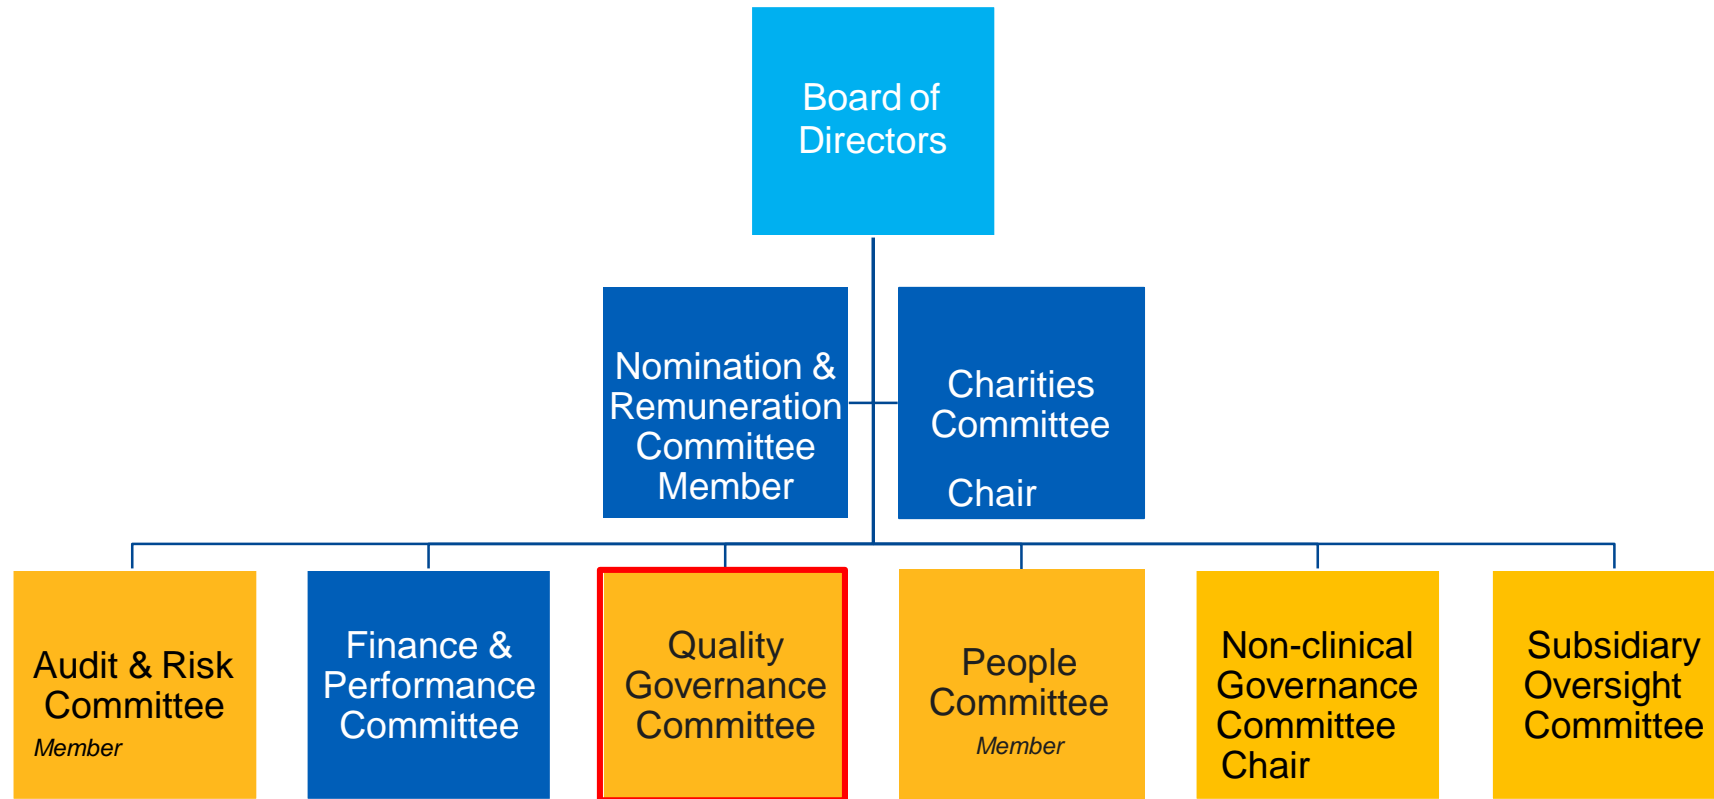 Board of
Directors
Nomination &
Remuneration
Committee
Member
Charities
Committee
Chair
Audit & Risk
Committee
Member
Finance &
Performance
Committee
Quality
Governance
Committee
People
Committee
Member
Non-clinical
Governance
Committee
Chair
Subsidiary
Oversight
Committee